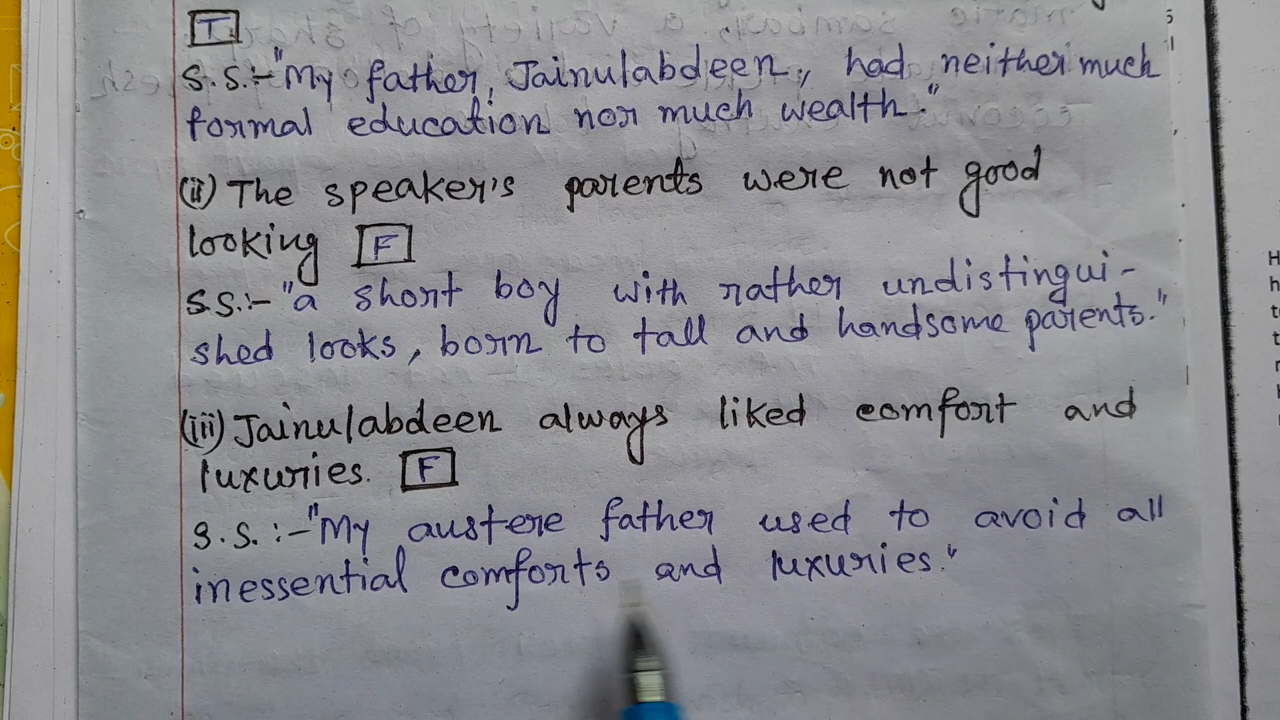 T
S.S:- "My father, Jainulabdeen, had neither much
formal education nor much wealth."
(ii) The speaker's parents were not good
looking F
S.S:- "a short boy with rather undistingui-
shed looks, born to tall and handsome parents."
(iii) Jainulabdeen always liked comfort and
luxuries. F
S.S. :- "My austere father used to avoid all
inessential comforts and luxuries."